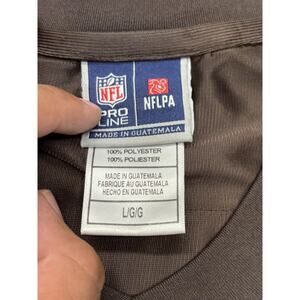 NFL
NFLPA
PRO
LINE
MADE IN GUATEMALA
100% POLYESTER
100% POLIESTER
MADE IN GUATEMALA
FABRIQUE AU GUATEMALA
HECHO EN GUATEMALA
L/G/G